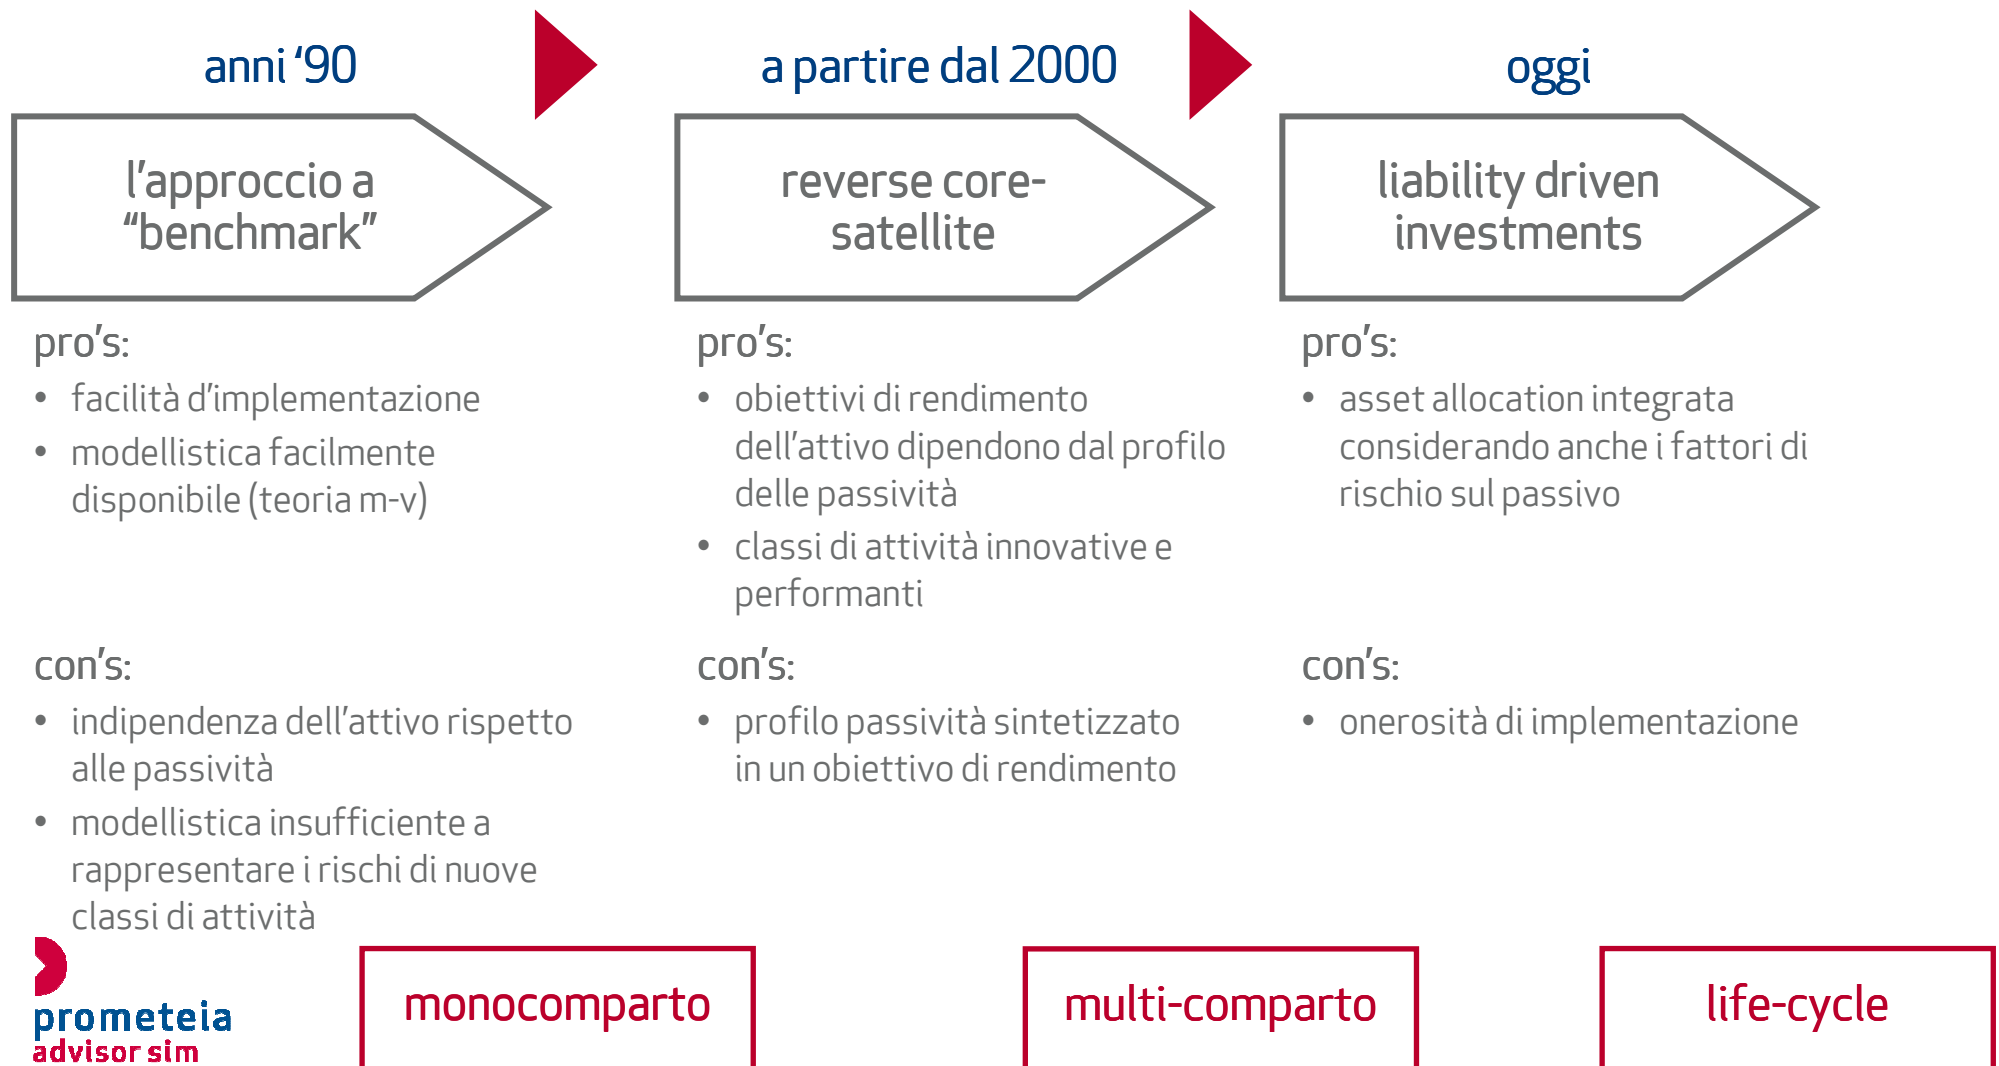 anni ‘90
a partire dal 2000
oggi
l’approccio a
“benchmark”
reverse core-
satellite
liability driven
investments
pro’s:
• facilità d’implementazione
• modellistica facilmente
disponibile (teoria m-v)
con’s:
• indipendenza dell’attivo rispetto
alle passività
• modellistica insufficiente a
rappresentare i rischi di nuove
classi di attività
pro’s:
• obiettivi di rendimento
dell’attivo dipendono dal profilo
delle passività
• classi di attività innovative e
performanti
con’s:
• profilo passività sintetizzato
in un obiettivo di rendimento
pro’s:
• asset allocation integrata
considerando anche i fattori di
rischio sul passivo
con’s:
• onerosità di implementazione
prometeia
advisor sim
monocomparto
multi-comparto
life-cycle